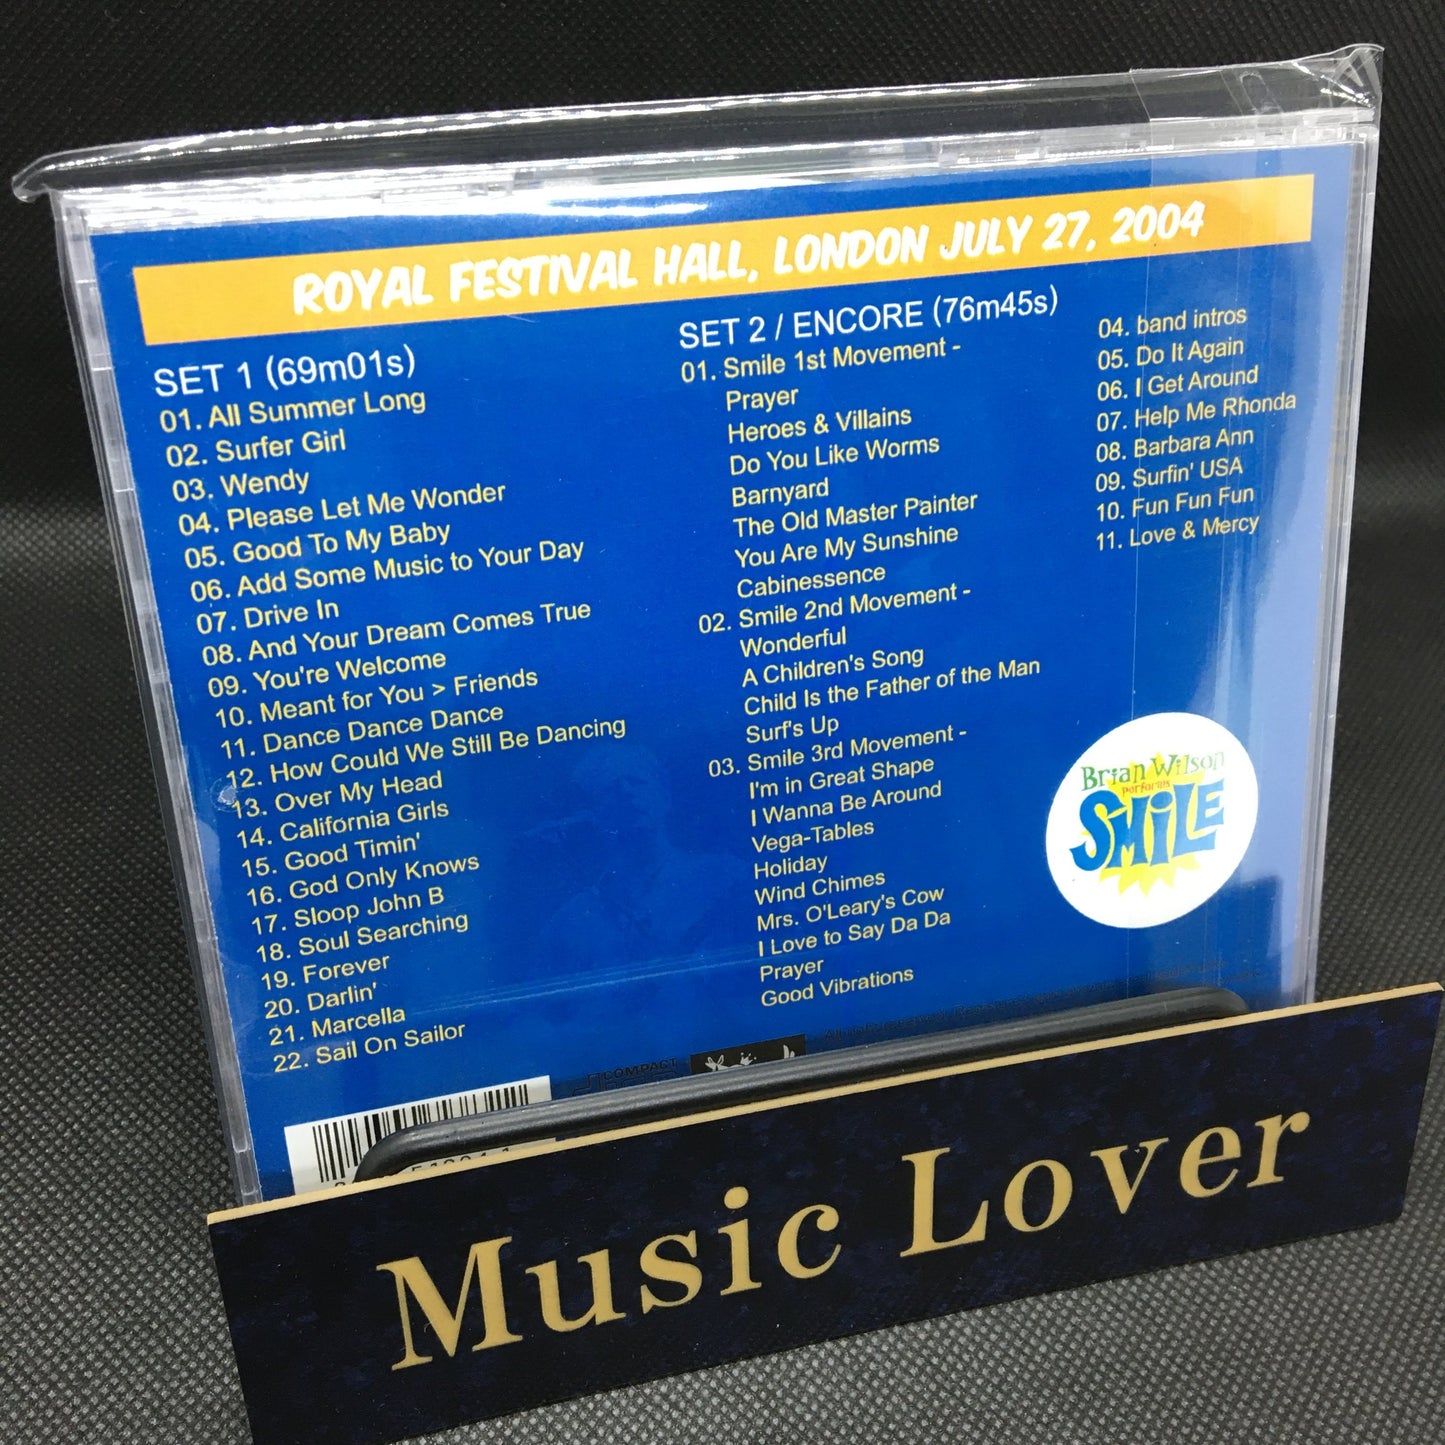 ROYAL FESTIVAL HALL, LONDON JULY 27, 2004
SET 1 (69m01s)
01. All Summer Long
02. Surfer Girl
03. Wendy
04. Please Let Me Wonder
05. Good To My Baby
06. Add Some Music to Your Day
07. Drive In
08. And Your Dream Comes True
09. You're Welcome
10. Meant for You > Friends
11. Dance Dance Dance
12. How Could We Still Be Dancing
13. Over My Head
14. California Girls
15. Good Timin'
16. God Only Knows
17. Sloop John B
18. Soul Searching
19. Forever
20. Darlin'
21. Marcella
22. Sail On Sailor
SET 2 / ENCORE (76m45s)
01. Smile 1st Movement -
Prayer
Heroes & Villains
Do You Like Worms
Barnyard
The Old Master Painter
You Are My Sunshine
Cabinessence
02. Smile 2nd Movement -
Wonderful
A Children's Song
Child Is the Father of the Man
Surf's Up
03. Smile 3rd Movement -
I'm in Great Shape
I Wanna Be Around
Vega-Tables
Holiday
Wind Chimes
Mrs. O'Leary's Cow
I Love to Say Da Da
Prayer
Good Vibrations
04. band intros
05. Do It Again
06. I Get Around
07. Help Me Rhonda
08. Barbara Ann
09. Surfin' USA
10. Fun Fun Fun
11. Love & Mercy
Brian Wilson
performs
SMiLE
COMPACT
Music Lover